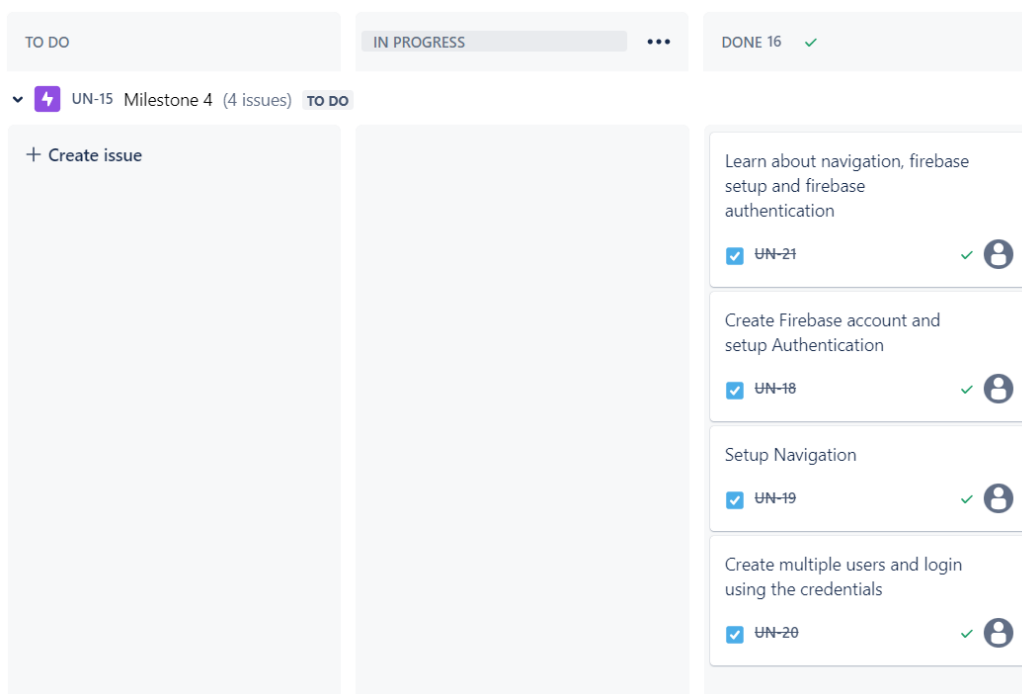 TO DO
IN PROGRESS
DONE 16
UN-15 Milestone 4 (4 issues) TO DO
+ Create issue
Learn about navigation, firebase
setup and firebase
authentication
UN-21
Create Firebase account and
setup Authentication
UN-18
Setup Navigation
UN-19
Create multiple users and login
using the credentials
UN-20